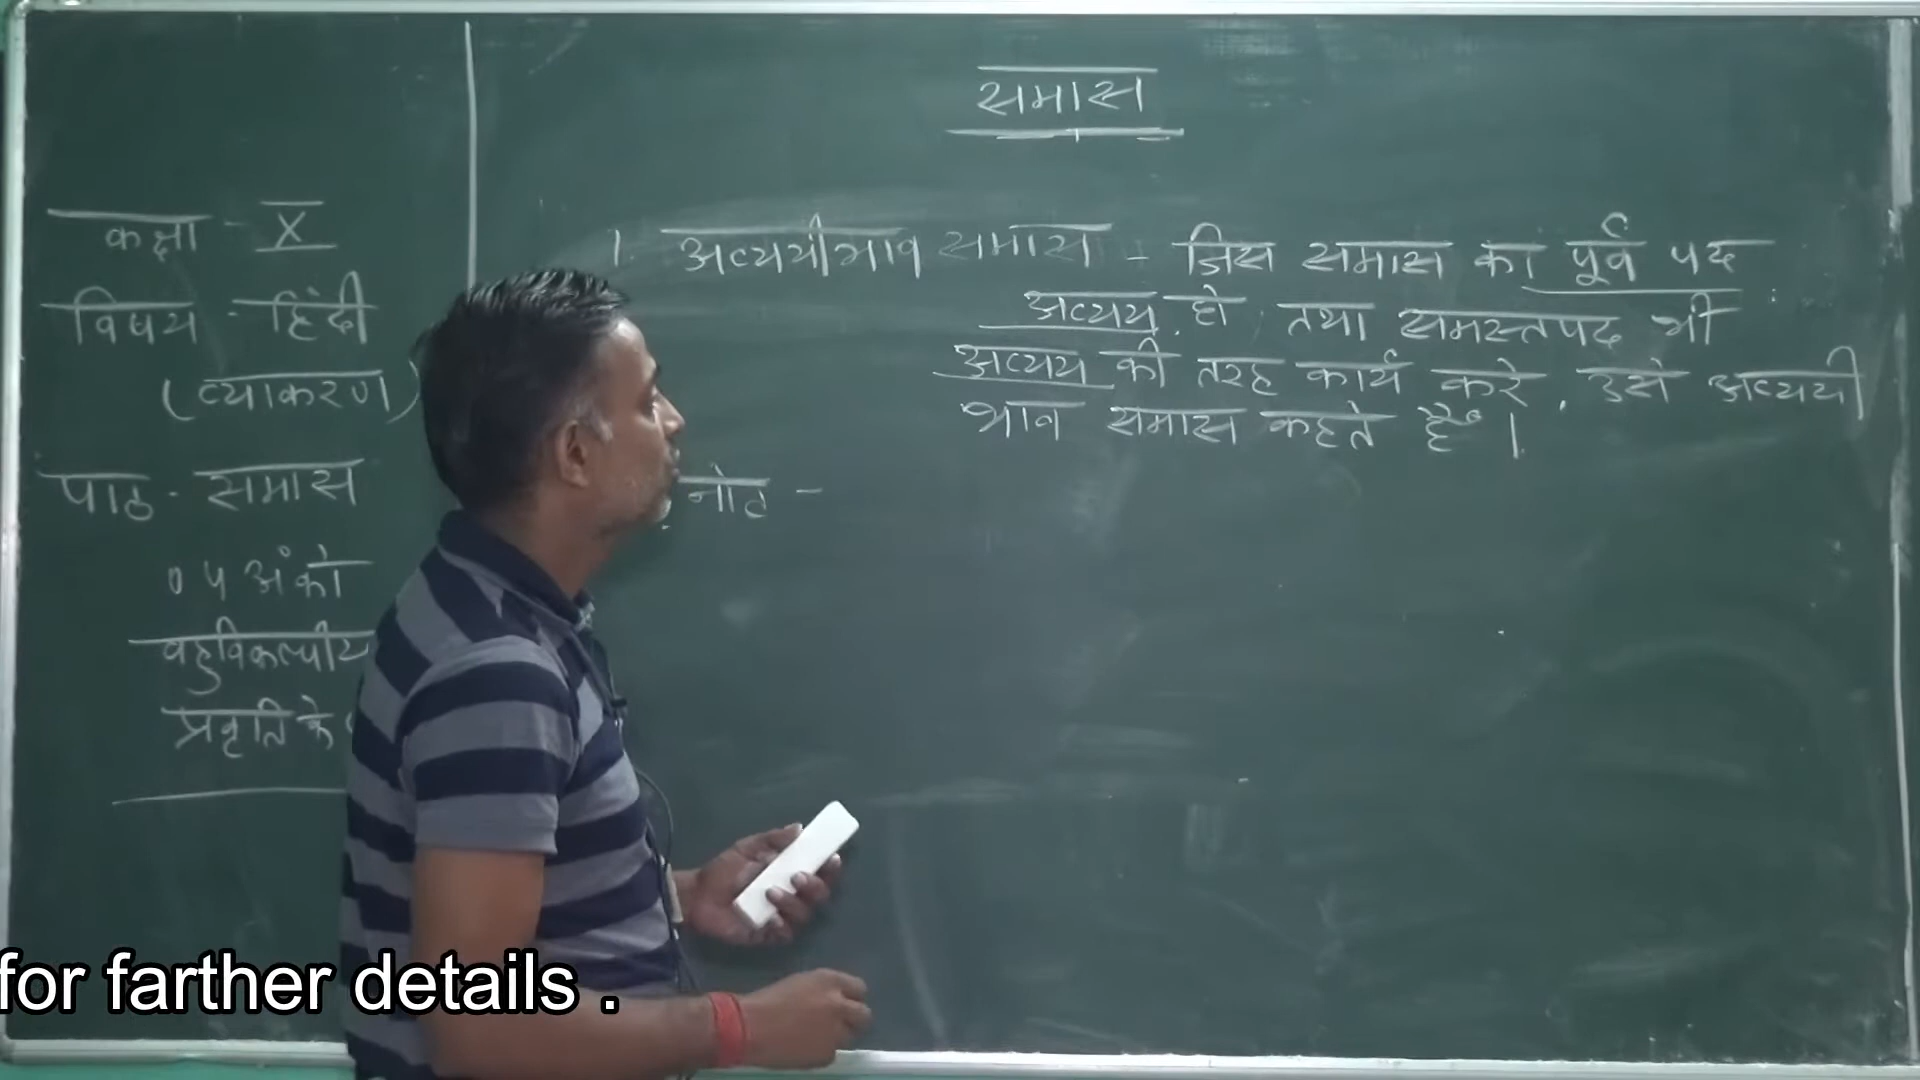 समास
कक्षा - X
विषय - हिंदी
(व्याकरण)
पाठ - समास
05 अंको
बहुविकल्पीय
प्रवृति के
1. अव्ययीभाव समास - जिस समास का पूर्व पद
अव्यय हो, तथा समस्तपद भी
अव्यय की तरह कार्य करे, उसे अव्ययी
भाव समास कहते हैं।
नोट -
for farther details .